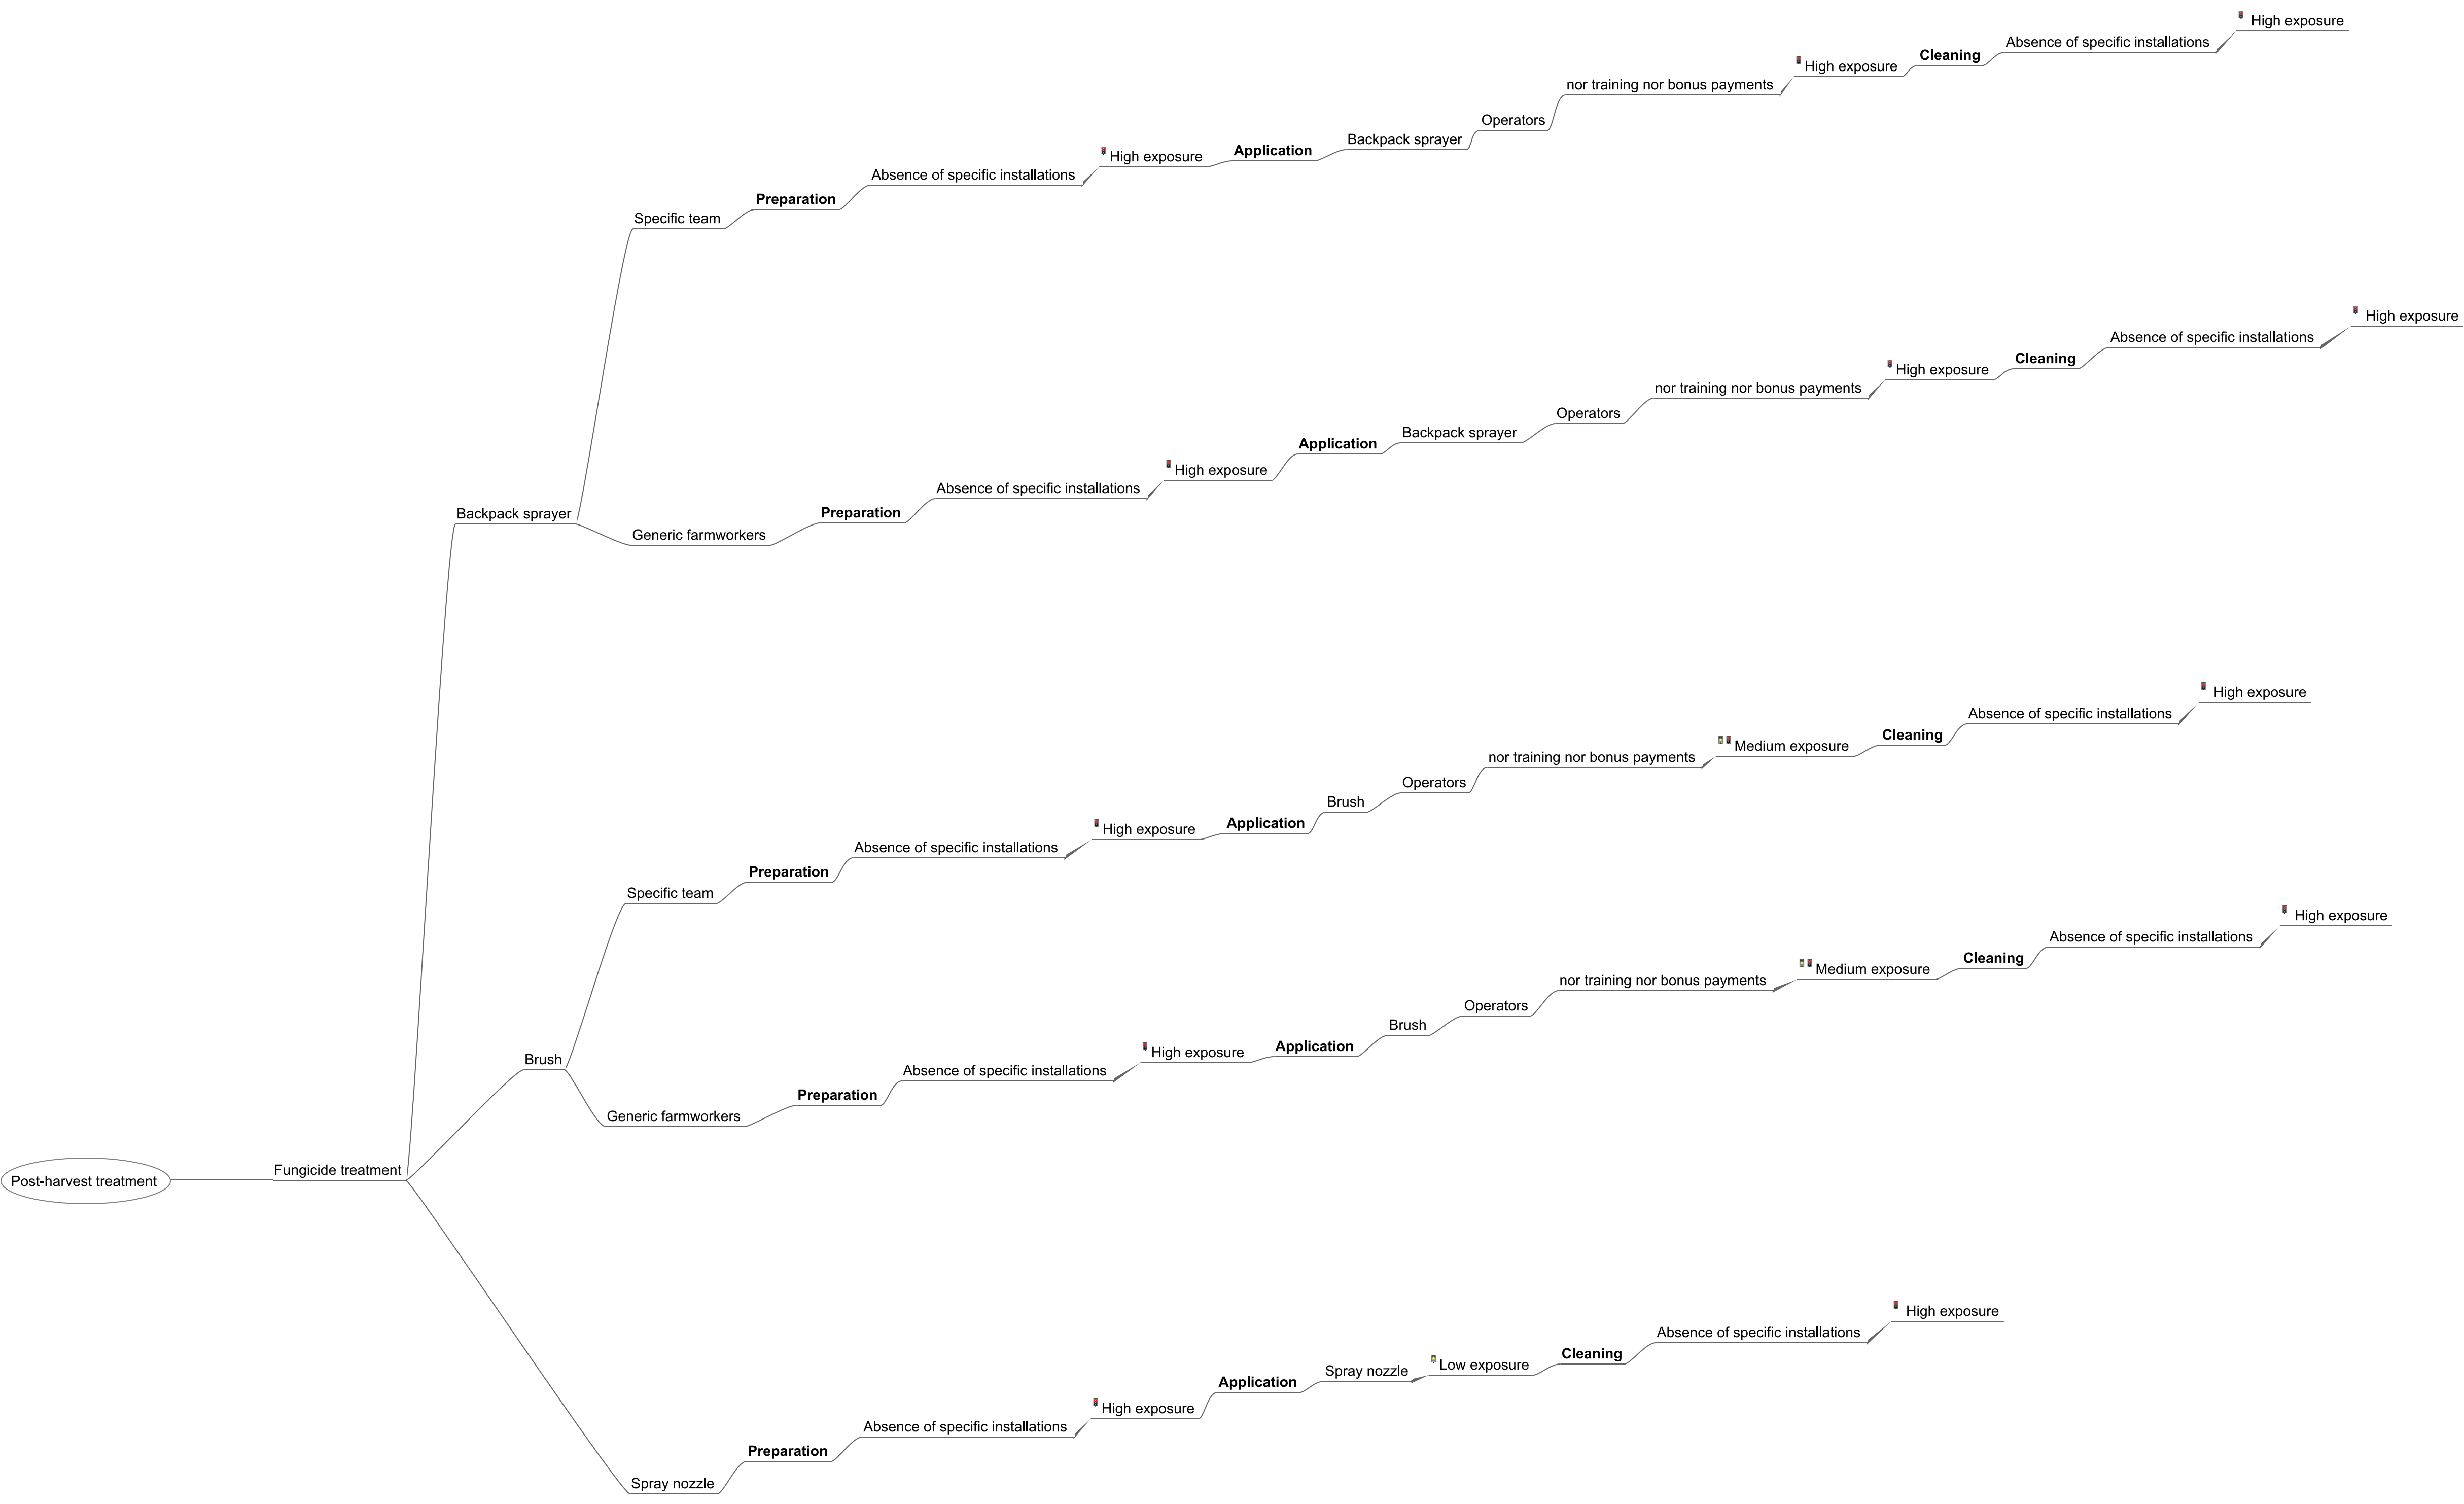 Post-harvest treatment
Fungicide treatment
Backpack sprayer
Specific team
Preparation
Absence of specific installations
High exposure
Application
Backpack sprayer
Operators
nor training nor bonus payments
High exposure
Cleaning
Absence of specific installations
High exposure
Generic farmworkers
Preparation
Absence of specific installations
High exposure
Application
Backpack sprayer
Operators
nor training nor bonus payments
High exposure
Cleaning
Absence of specific installations
High exposure
Brush
Specific team
Preparation
Absence of specific installations
High exposure
Application
Brush
Operators
nor training nor bonus payments
Medium exposure
Cleaning
Absence of specific installations
High exposure
Generic farmworkers
Preparation
Absence of specific installations
High exposure
Application
Brush
Operators
nor training nor bonus payments
Medium exposure
Cleaning
Absence of specific installations
High exposure
Spray nozzle
Preparation
Absence of specific installations
High exposure
Application
Spray nozzle
Low exposure
Cleaning
Absence of specific installations
High exposure